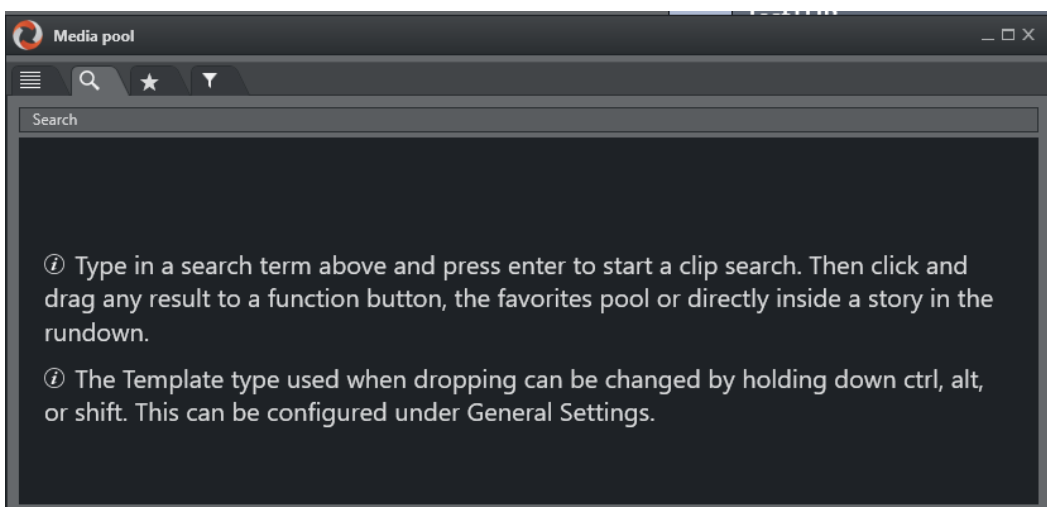 Media pool
Search
Type in a search term above and press enter to start a clip search. Then click and
drag any result to a function button, the favorites pool or directly inside a story in the
rundown.
The Template type used when dropping can be changed by holding down ctrl, alt,
or shift. This can be configured under General Settings.